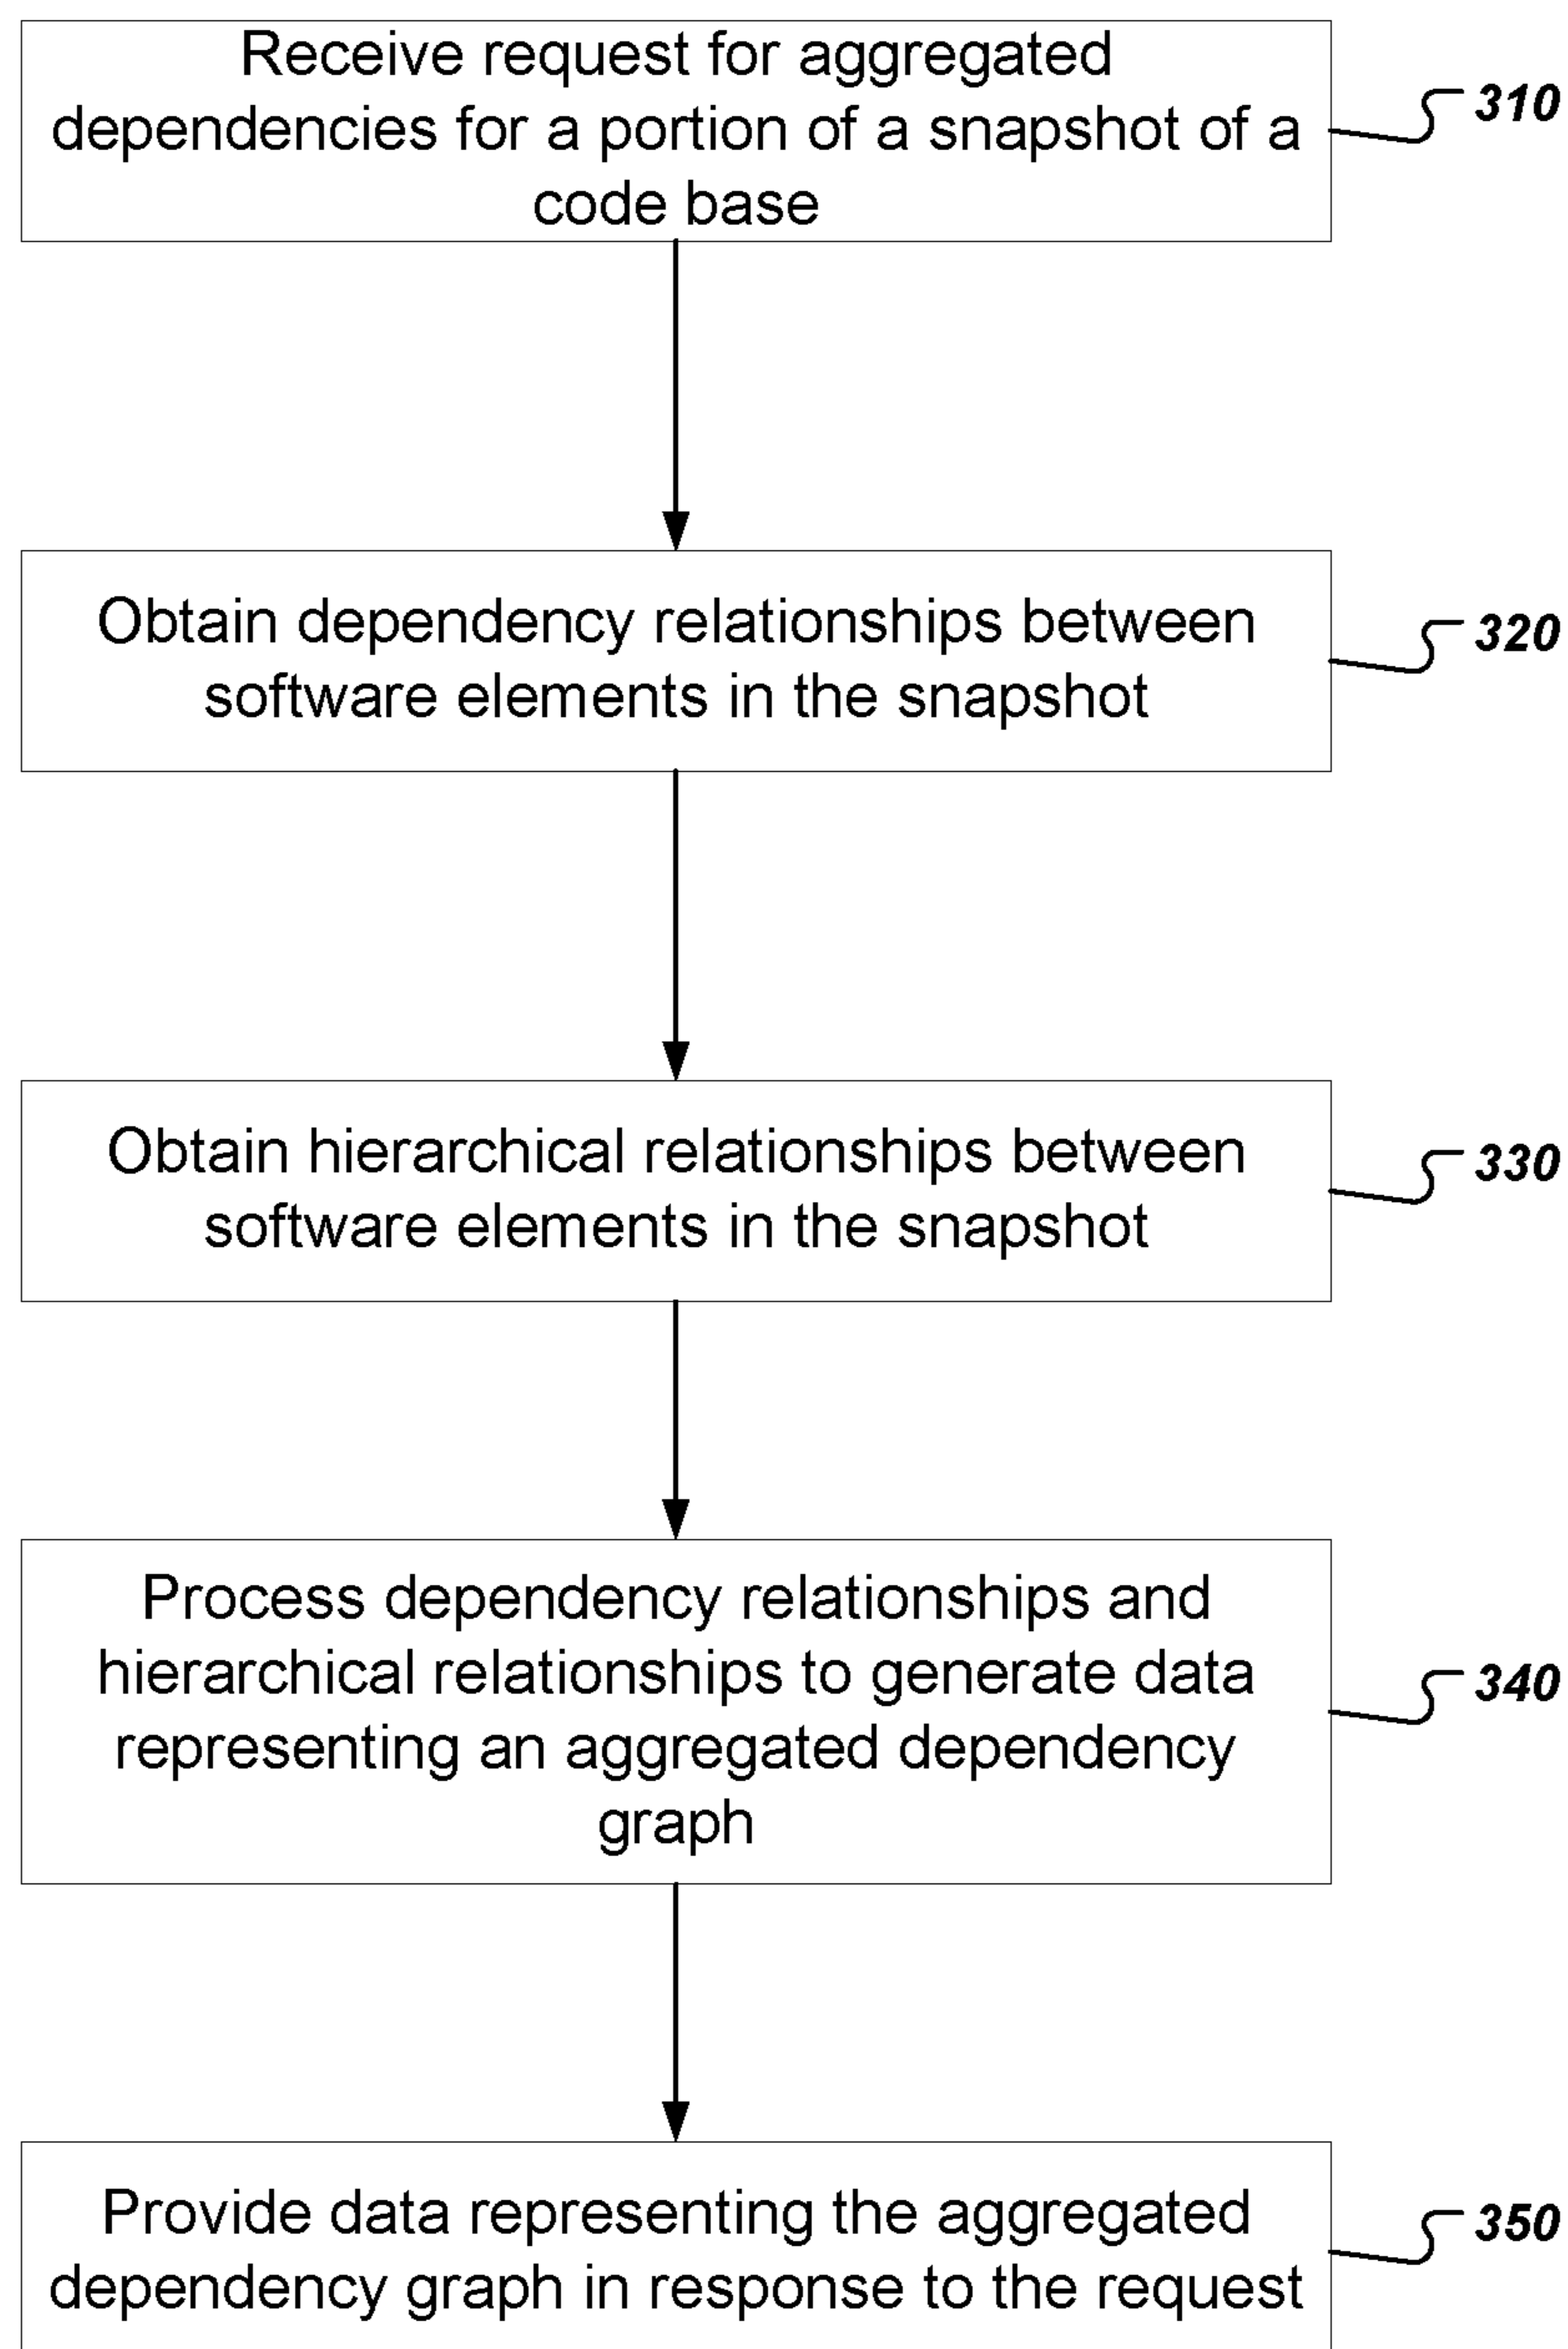 Receive request for aggregated
dependencies for a portion of a snapshot of a
code base
310
Obtain dependency relationships between
software elements in the snapshot
320
Obtain hierarchical relationships between
software elements in the snapshot
330
Process dependency relationships and
hierarchical relationships to generate data
representing an aggregated dependency
graph
340
Provide data representing the aggregated
dependency graph in response to the request
350